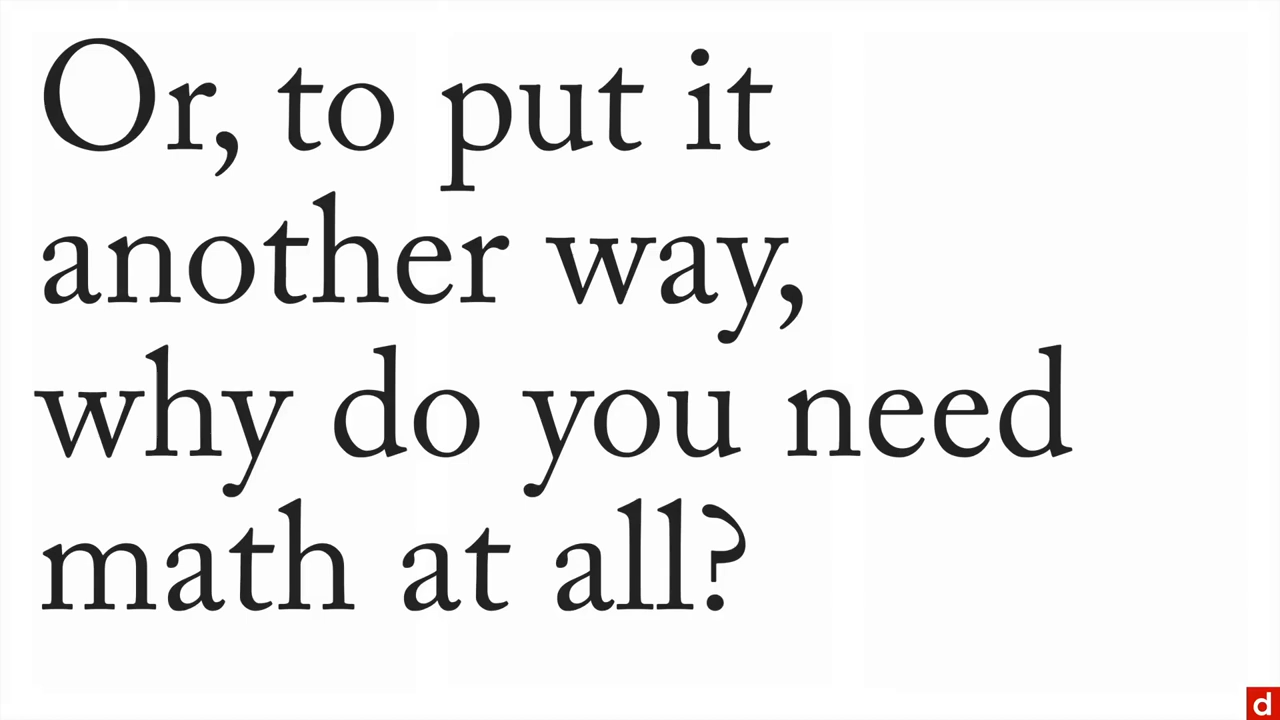 Or, to put it
another way,
why do you need
math at all?
d